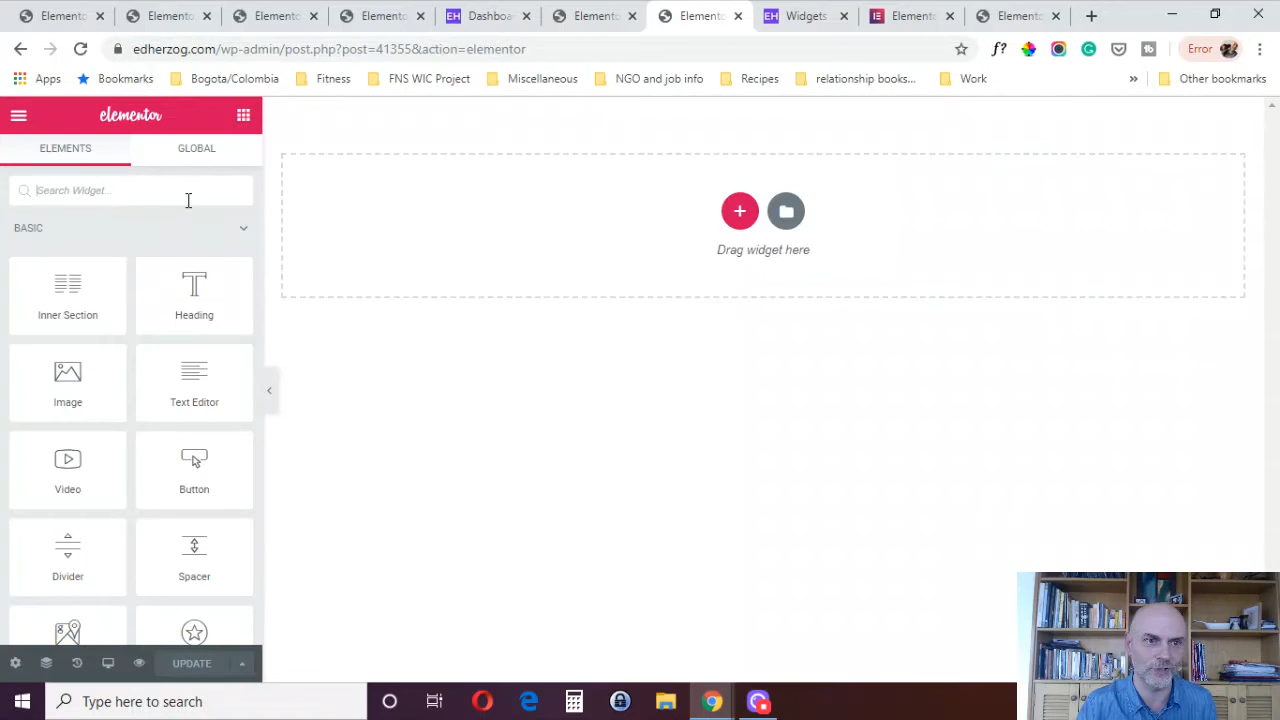 Elemento
Elemento
Elemento
Elemento
EH Dashboa
Elemento
Elemento
EH Widgets
Elemento
Elemento
edherzog.com/wp-admin/post.php?post=41355&action=elementor
f?
Error
Apps
Bookmarks
Bogota/Colombia
Fitness
FNS WIC Project
Miscellaneous
NGO and job info
Recipes
relationship books...
Work
»
Other bookmarks
elementor
ELEMENTS
GLOBAL
Search Widget...
BASIC
Drag widget here
Inner Section
Heading
Image
Text Editor
Video
Button
Divider
Spacer
UPDATE
Type here to search